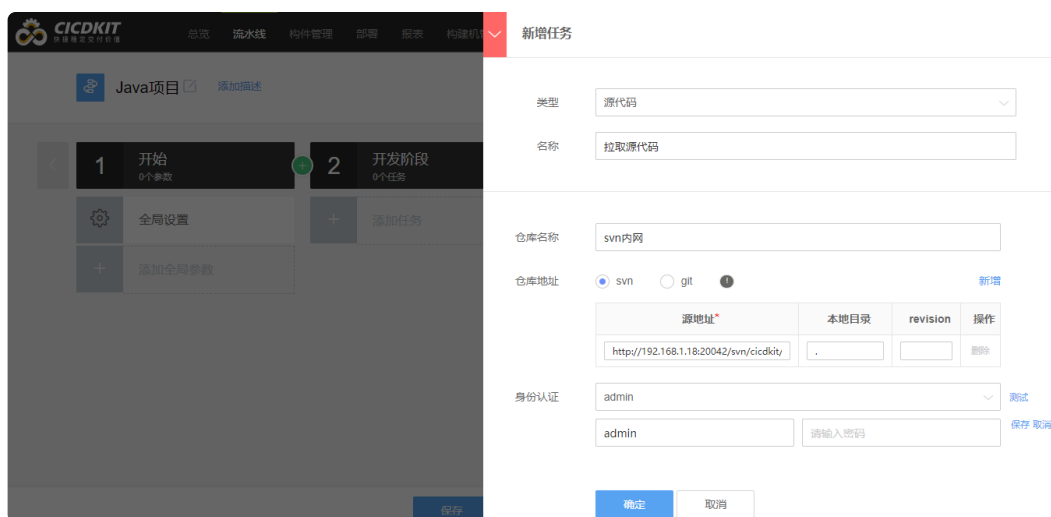 CICDKIT
快捷稳定交付价值
总览 流水线 构件管理 部署 报表 构建机
新增任务
Java项目 添加描述
类型 源代码
名称 拉取源代码
1 开始
0个参数
2 开发阶段
0个任务
全局设置
添加任务
添加全局参数
仓库名称 svn内网
仓库地址 svn git 新增
源地址* 本地目录 revision 操作
http://192.168.1.18:20042/svn/cicdkit/ . 删除
身份认证 admin 测试
admin 请输入密码 保存 取消
保存
确定 取消